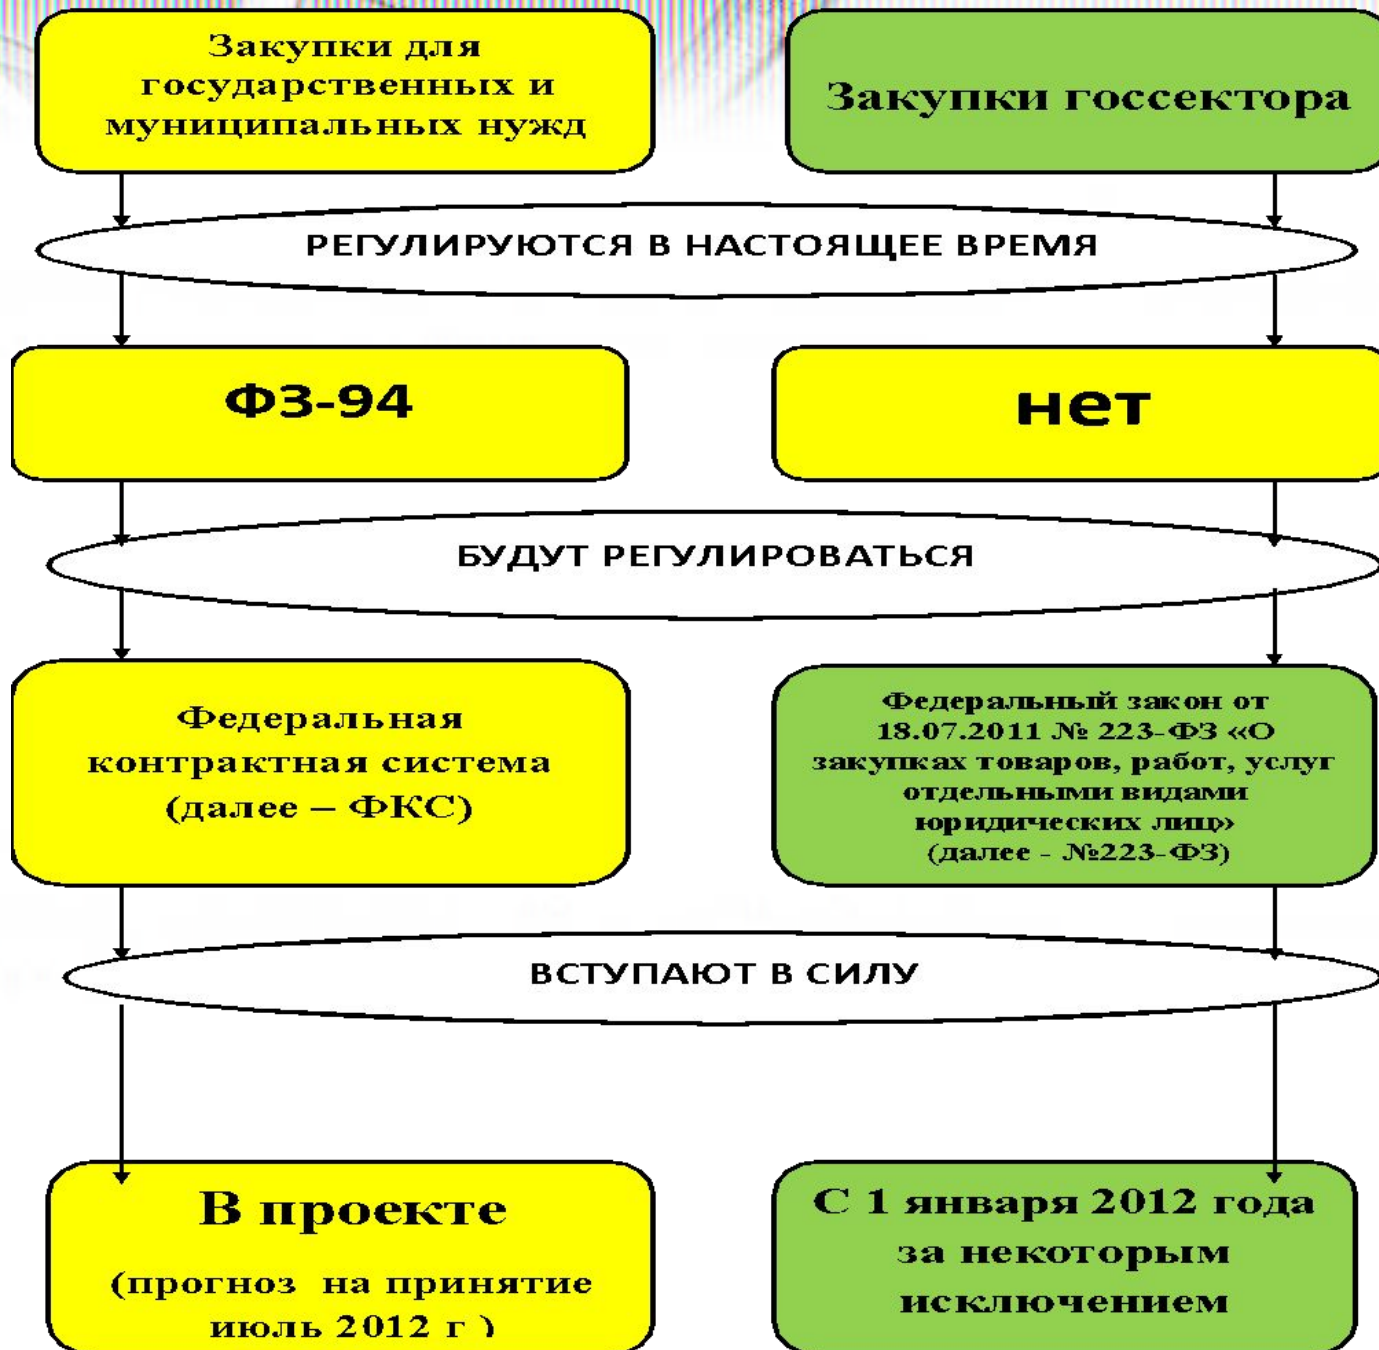 Закупки для
государственных и
муниципальных нужд
Закупки госсектора
РЕГУЛИРУЮТСЯ В НАСТОЯЩЕЕ ВРЕМЯ
ФЗ-94
нет
БУДУТ РЕГУЛИРОВАТЬСЯ
Федеральная
контрактная система
(далее – ФКС)
Федеральный закон от
18.07.2011 № 223-ФЗ «О
закупках товаров, работ, услуг
отдельными видами
юридических лиц»
(далее - №223-ФЗ)
ВСТУПАЮТ В СИЛУ
В проекте
(прогноз на принятие
июль 2012 г )
С 1 января 2012 года
за некоторым
исключением